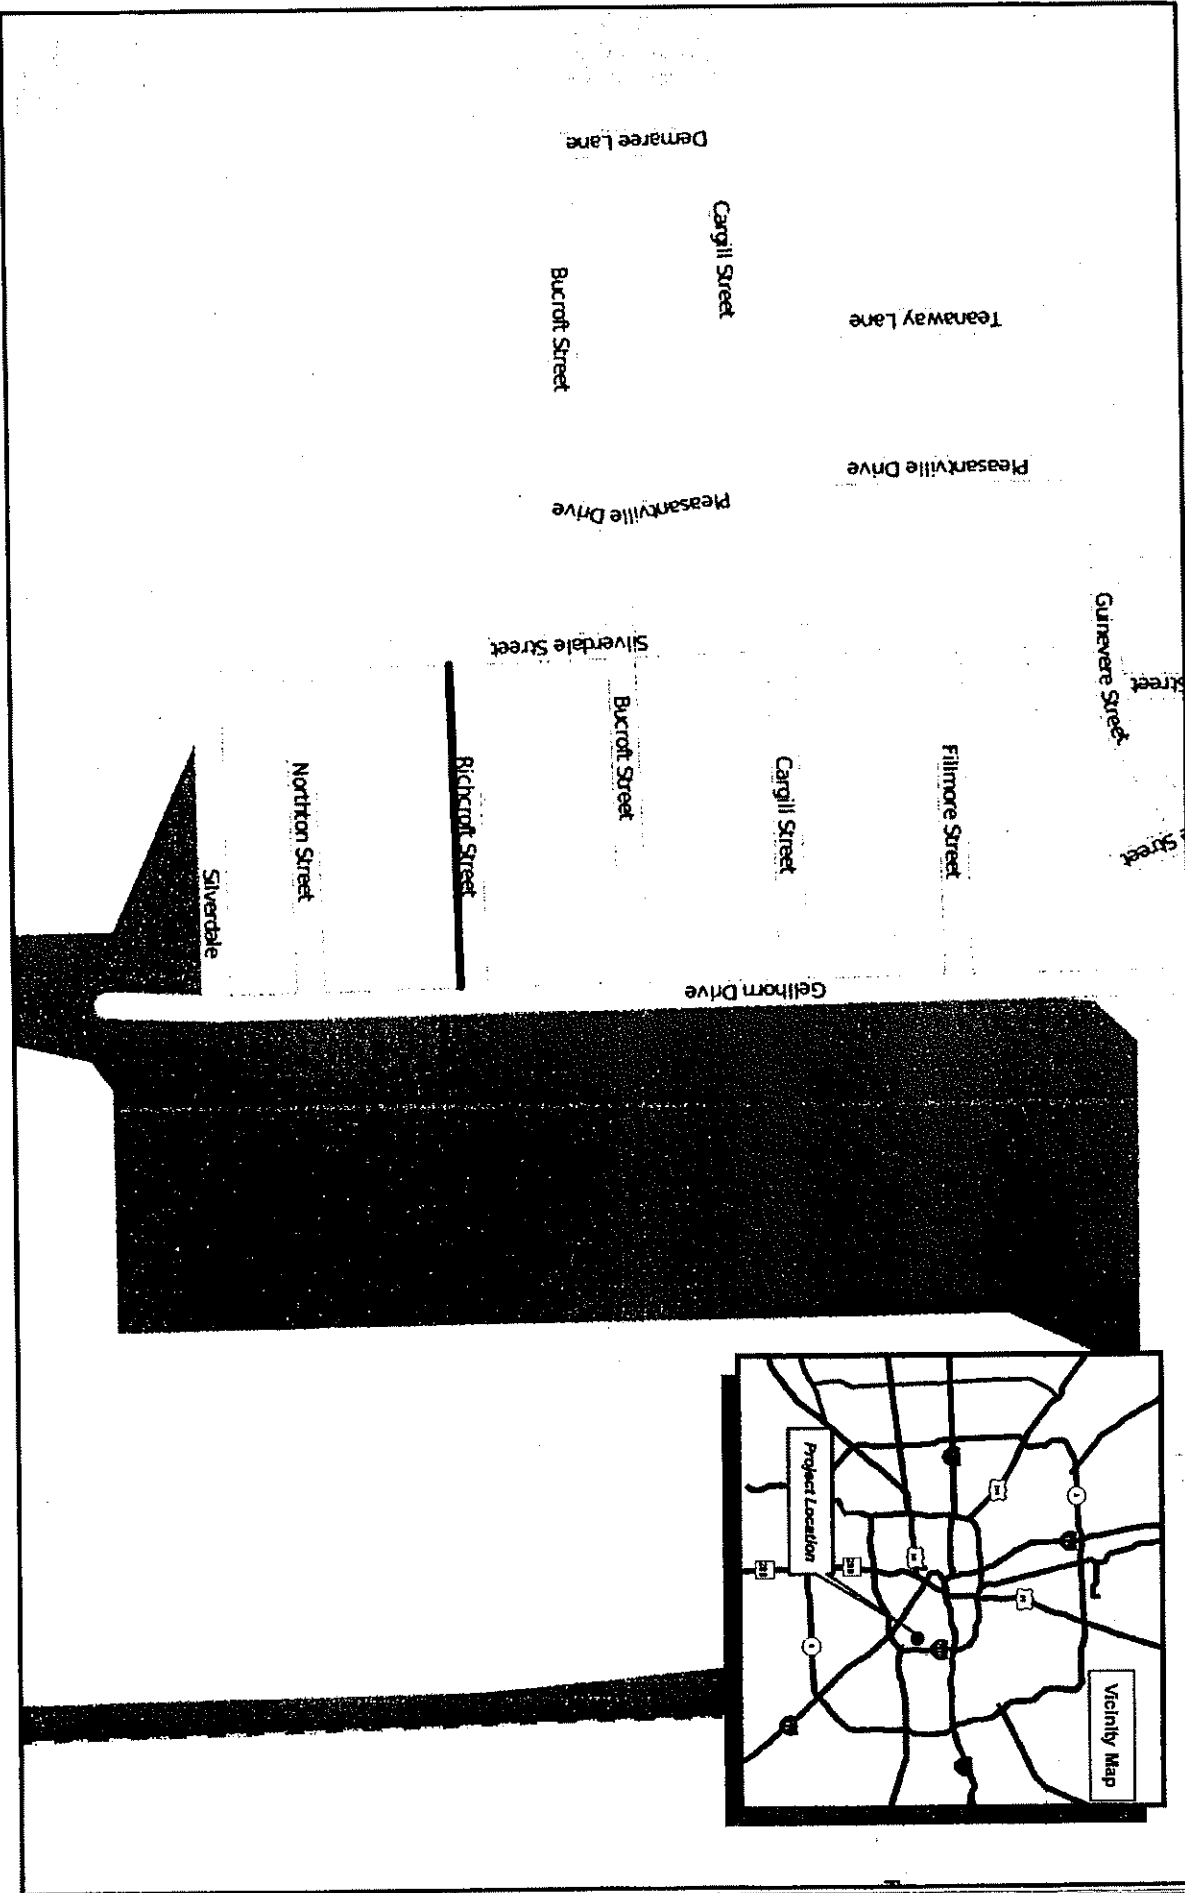 Demaree Lane
Cargill Street
Bucroft Street
Teanaway Lane
Pleasantville Drive
Pleasantville Drive
Guinevere Street
Silverdale Street
Street
Bucroft Street
Fillmore Street
Cargill Street
Richcroft Street
Northton Street
Street
Silverdale
Gellhorn Drive
Vicinity Map
Project Location